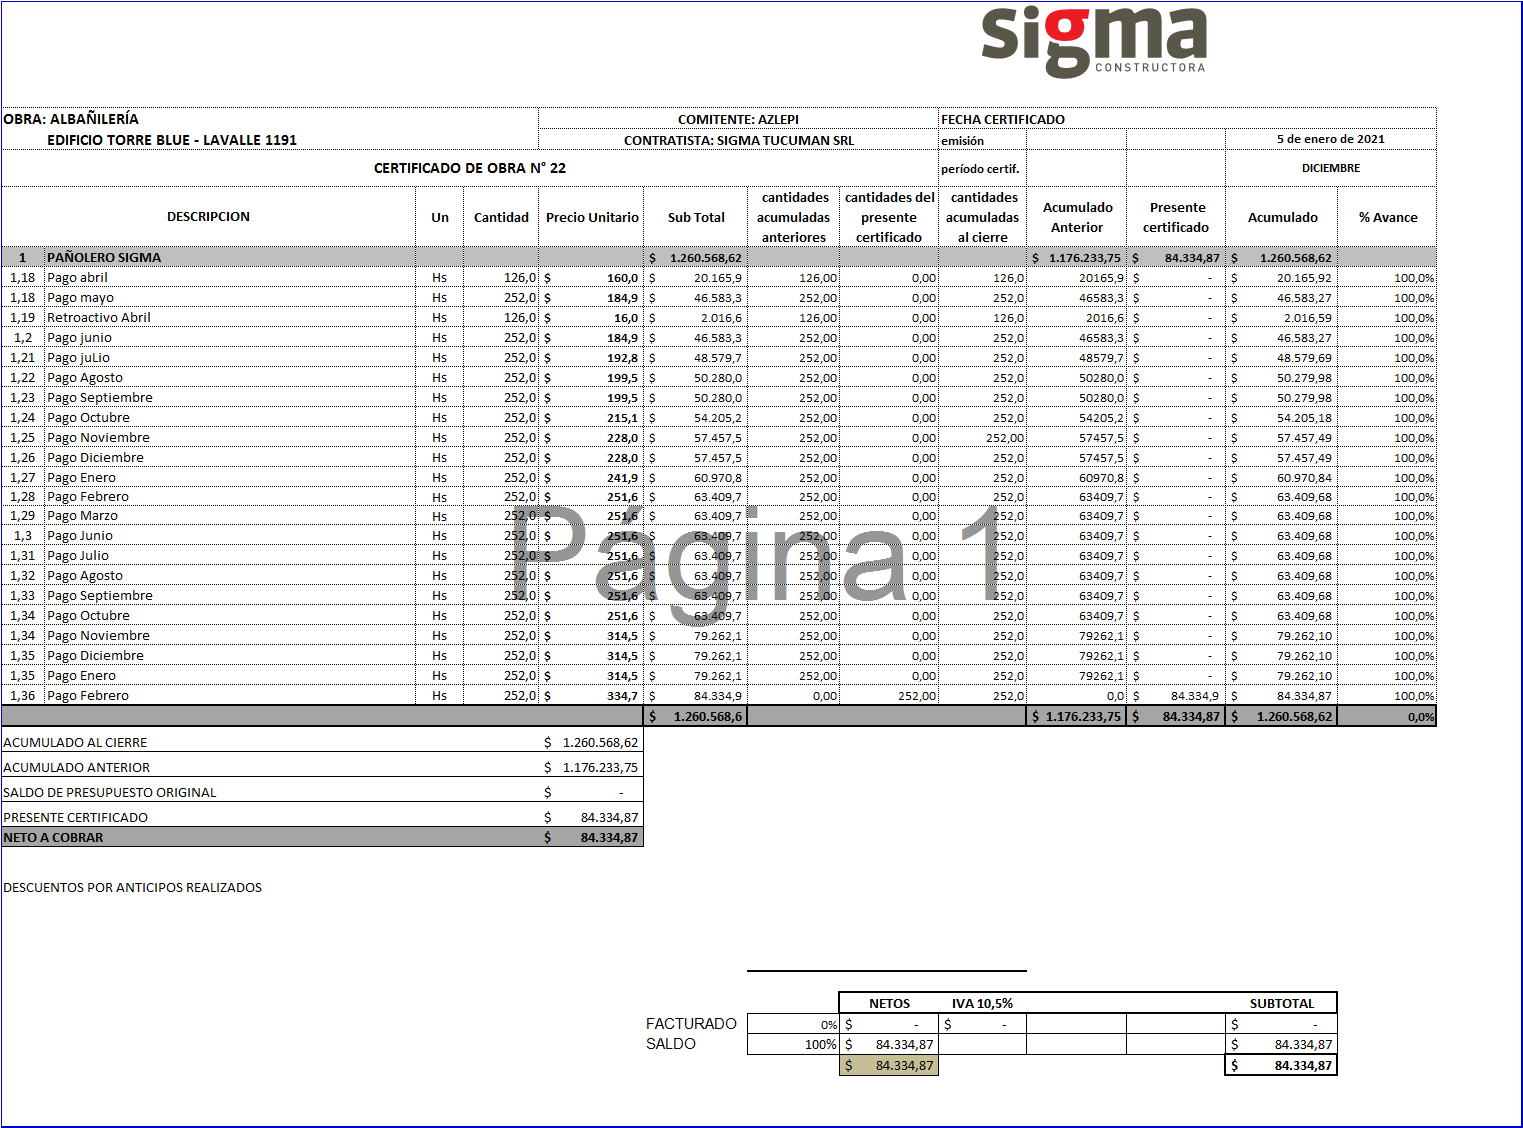 sigma
CONSTRUCTORA
OBRA: ALBAÑILERÍA COMITENTE: AZLEPI FECHA CERTIFICADO
EDIFICIO TORRE BLUE - LAVALLE 1191 CONTRATISTA: SIGMA TUCUMAN SRL emisión 5 de enero de 2021
CERTIFICADO DE OBRA N° 22 período certif. DICIEMBRE
DESCRIPCION Un Cantidad Precio Unitario Sub Total cantidades acumuladas anteriores cantidades del presente certificado cantidades acumuladas al cierre Acumulado Anterior Presente certificado Acumulado % Avance
1 PAÑOLERO SIGMA $ 1.260.568,62 $ 1.176.233,75 $ 84.334,87 $ 1.260.568,62
1,18 Pago abril Hs 126,0 $ 160,0 $ 20.165,9 126,00 0,00 126,0 20165,9 $ - $ 20.165,92 100,0%
1,18 Pago mayo Hs 252,0 $ 184,9 $ 46.583,3 252,00 0,00 252,0 46583,3 $ - $ 46.583,27 100,0%
1,19 Retroactivo Abril Hs 126,0 $ 16,0 $ 2.016,6 126,00 0,00 126,0 2016,6 $ - $ 2.016,59 100,0%
1,2 Pago junio Hs 252,0 $ 184,9 $ 46.583,3 252,00 0,00 252,0 46583,3 $ - $ 46.583,27 100,0%
1,21 Pago juLio Hs 252,0 $ 192,8 $ 48.579,7 252,00 0,00 252,0 48579,7 $ - $ 48.579,69 100,0%
1,22 Pago Agosto Hs 252,0 $ 199,5 $ 50.280,0 252,00 0,00 252,0 50280,0 $ - $ 50.279,98 100,0%
1,23 Pago Septiembre Hs 252,0 $ 199,5 $ 50.280,0 252,00 0,00 252,0 50280,0 $ - $ 50.279,98 100,0%
1,24 Pago Octubre Hs 252,0 $ 215,1 $ 54.205,2 252,00 0,00 252,0 54205,2 $ - $ 54.205,18 100,0%
1,25 Pago Noviembre Hs 252,0 $ 228,0 $ 57.457,5 252,00 0,00 252,00 57457,5 $ - $ 57.457,49 100,0%
1,26 Pago Diciembre Hs 252,0 $ 228,0 $ 57.457,5 252,00 0,00 252,0 57457,5 $ - $ 57.457,49 100,0%
1,27 Pago Enero Hs 252,0 $ 241,9 $ 60.970,8 252,00 0,00 252,0 60970,8 $ - $ 60.970,84 100,0%
1,28 Pago Febrero Hs 252,0 $ 251,6 $ 63.409,7 252,00 0,00 252,0 63409,7 $ - $ 63.409,68 100,0%
1,29 Pago Marzo Hs 252,0 $ 251,6 $ 63.409,7 252,00 0,00 252,0 63409,7 $ - $ 63.409,68 100,0%
1,3 Pago Junio Hs 252,0 $ 251,6 $ 63.409,7 252,00 0,00 252,0 63409,7 $ - $ 63.409,68 100,0%
1,31 Pago Julio Hs 252,0 $ 251,6 $ 63.409,7 252,00 0,00 252,0 63409,7 $ - $ 63.409,68 100,0%
1,32 Pago Agosto Hs 252,0 $ 251,6 $ 63.409,7 252,00 0,00 252,0 63409,7 $ - $ 63.409,68 100,0%
1,33 Pago Septiembre Hs 252,0 $ 251,6 $ 63.409,7 252,00 0,00 252,0 63409,7 $ - $ 63.409,68 100,0%
1,34 Pago Octubre Hs 252,0 $ 251,6 $ 63.409,7 252,00 0,00 252,0 63409,7 $ - $ 63.409,68 100,0%
1,34 Pago Noviembre Hs 252,0 $ 314,5 $ 79.262,1 252,00 0,00 252,0 79262,1 $ - $ 79.262,10 100,0%
1,35 Pago Diciembre Hs 252,0 $ 314,5 $ 79.262,1 252,00 0,00 252,0 79262,1 $ - $ 79.262,10 100,0%
1,35 Pago Enero Hs 252,0 $ 314,5 $ 79.262,1 252,00 0,00 252,0 79262,1 $ - $ 79.262,10 100,0%
1,36 Pago Febrero Hs 252,0 $ 334,7 $ 84.334,9 0,00 252,00 252,0 0,0 $ 84.334,9 $ 84.334,87 100,0%
$ 1.260.568,6 $ 1.176.233,75 $ 84.334,87 $ 1.260.568,62 0,0%
Página 1
ACUMULADO AL CIERRE $ 1.260.568,62
ACUMULADO ANTERIOR $ 1.176.233,75
SALDO DE PRESUPUESTO ORIGINAL $ -
PRESENTE CERTIFICADO $ 84.334,87
NETO A COBRAR $ 84.334,87
DESCUENTOS POR ANTICIPOS REALIZADOS
NETOS IVA 10,5% SUBTOTAL
FACTURADO 0% $ - $ - $ -
SALDO 100% $ 84.334,87 $ 84.334,87
$ 84.334,87 $ 84.334,87